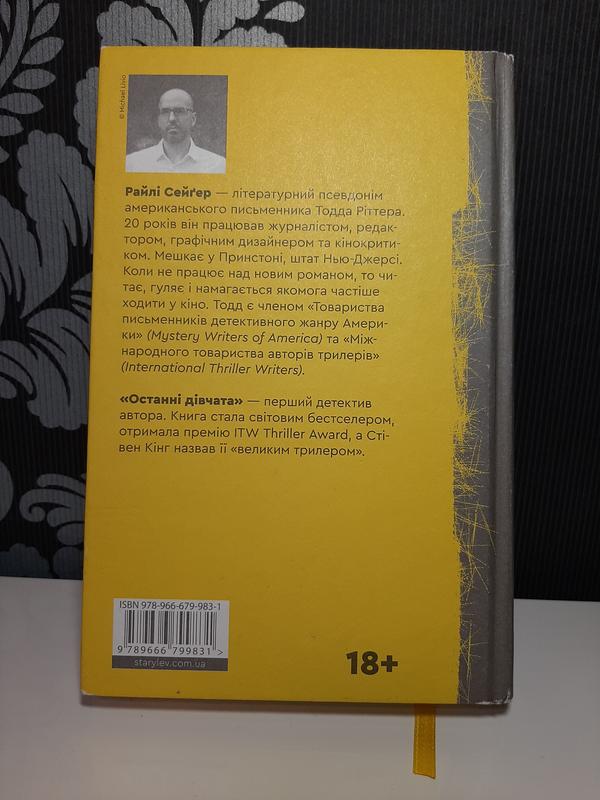 © Michael Livio
Райлі Сейґер — літературний псевдонім
американського письменника Тодда Ріттера.
20 років він працював журналістом, редак-
тором, графічним дизайнером та кінокрити-
ком. Мешкає у Принстоні, штат Нью-Джерсі.
Коли не працює над новим романом, то чи-
тає, гуляє і намагається якомога частіше
ходити у кіно. Тодд є членом «Товариства
письменників детективного жанру Амери-
ки» (Mystery Writers of America) та «Між-
народного товариства авторів трилерів»
(International Thriller Writers).
«Останні дівчата» — перший детектив
автора. Книга стала світовим бестселером,
отримала премію ITW Thriller Award, а Сті-
вен Кінг назвав її «великим трилером».
ISBN 978-966-679-983-1
9 789666 799831 >
starylev.com.ua
18+